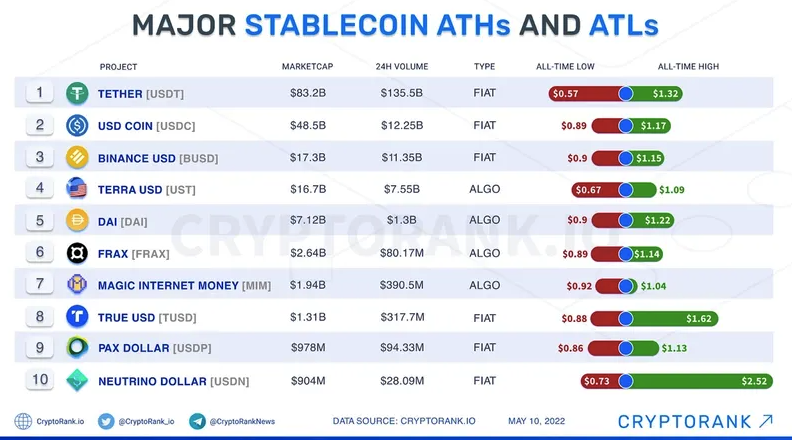 MAJOR STABLECOIN ATHs AND ATLs
PROJECT MARKETCAP 24H VOLUME TYPE ALL-TIME LOW ALL-TIME HIGH
1 TETHER [USDT] $83.2B $135.5B FIAT $0.57 $1.32
2 USD COIN [USDC] $48.5B $12.25B FIAT $0.89 $1.17
3 BINANCE USD [BUSD] $17.3B $11.35B FIAT $0.9 $1.15
4 TERRA USD [UST] $16.7B $7.55B ALGO $0.67 $1.09
5 DAI [DAI] $7.12B $1.3B ALGO $0.9 $1.22
6 FRAX [FRAX] $2.64B $80.17M ALGO $0.89 $1.14
7 MAGIC INTERNET MONEY [MIM] $1.94B $390.5M ALGO $0.92 $1.04
8 TRUE USD [TUSD] $1.31B $317.7M FIAT $0.88 $1.62
9 PAX DOLLAR [USDP] $978M $94.33M FIAT $0.86 $1.13
10 NEUTRINO DOLLAR [USDN] $904M $28.09M FIAT $0.73 $2.52
CRYPTORANK.IO
CryptoRank.io @CryptoRank_io @CryptoRankNews DATA SOURCE: CRYPTORANK.IO MAY 10, 2022 CRYPTORANK